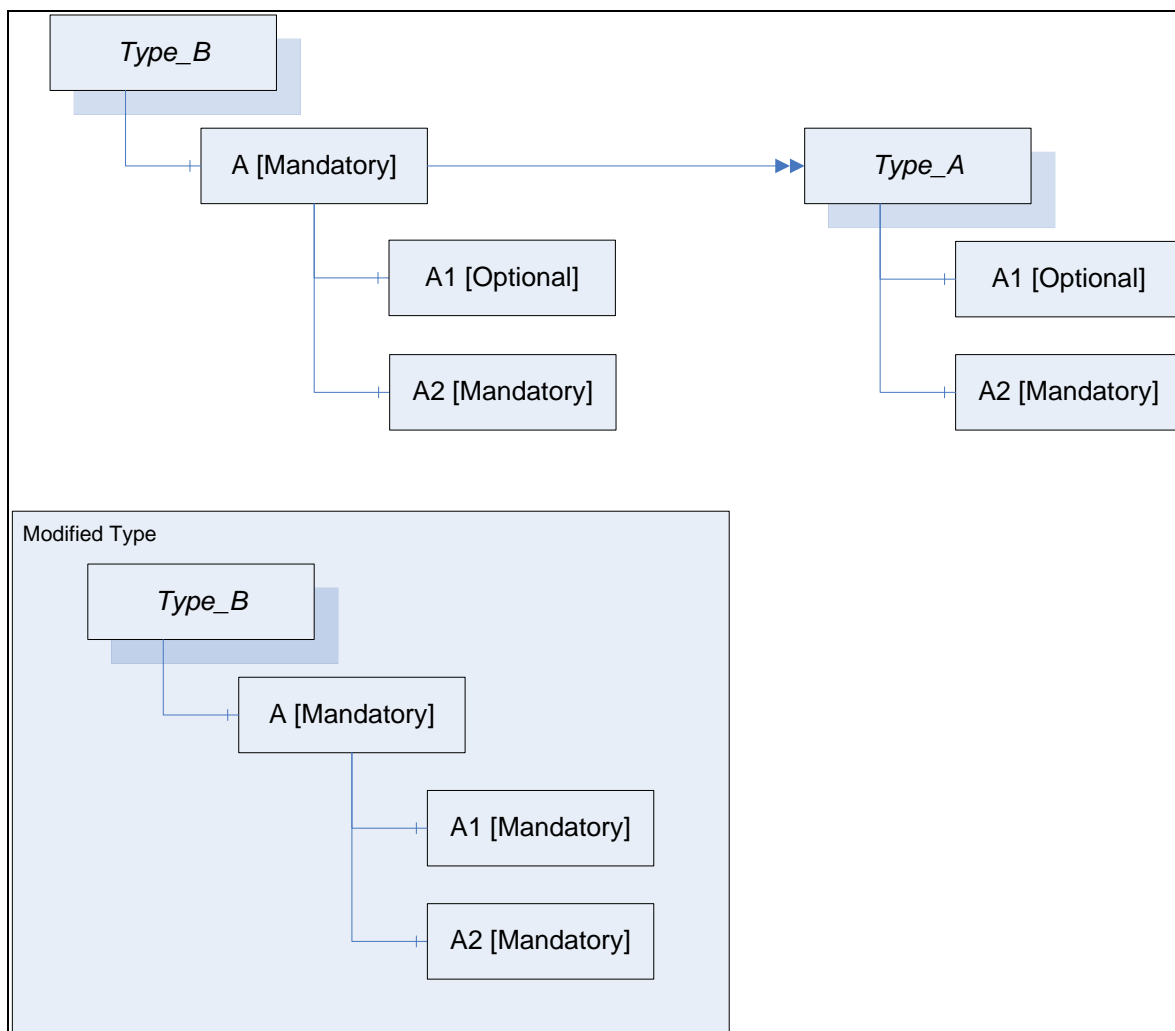 Type_B
A [Mandatory]
Type_A
A1 [Optional]
A1 [Optional]
A2 [Mandatory]
A2 [Mandatory]
Modified Type
Type_B
A [Mandatory]
A1 [Mandatory]
A2 [Mandatory]